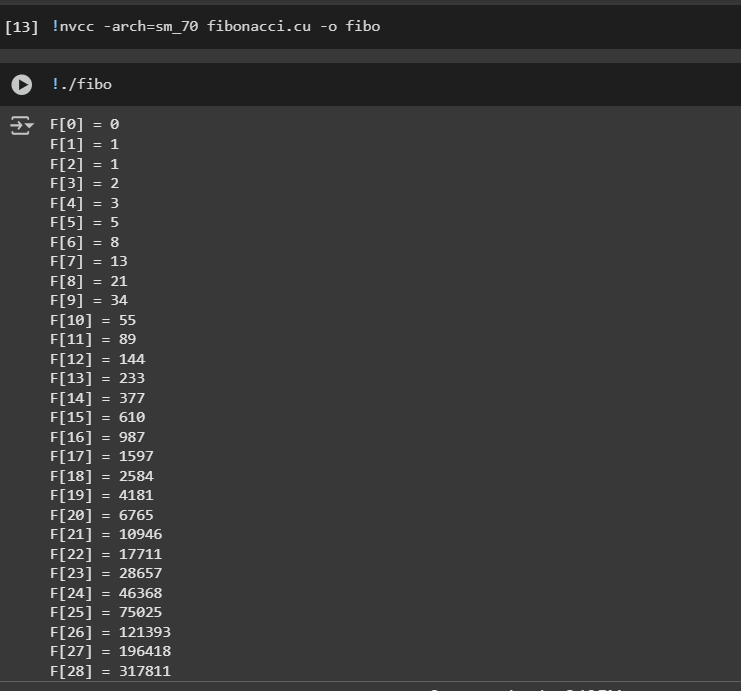 [13] !nvcc -arch=sm_70 fibonacci.cu -o fibo
!./fibo
F[0] = 0
F[1] = 1
F[2] = 1
F[3] = 2
F[4] = 3
F[5] = 5
F[6] = 8
F[7] = 13
F[8] = 21
F[9] = 34
F[10] = 55
F[11] = 89
F[12] = 144
F[13] = 233
F[14] = 377
F[15] = 610
F[16] = 987
F[17] = 1597
F[18] = 2584
F[19] = 4181
F[20] = 6765
F[21] = 10946
F[22] = 17711
F[23] = 28657
F[24] = 46368
F[25] = 75025
F[26] = 121393
F[27] = 196418
F[28] = 317811